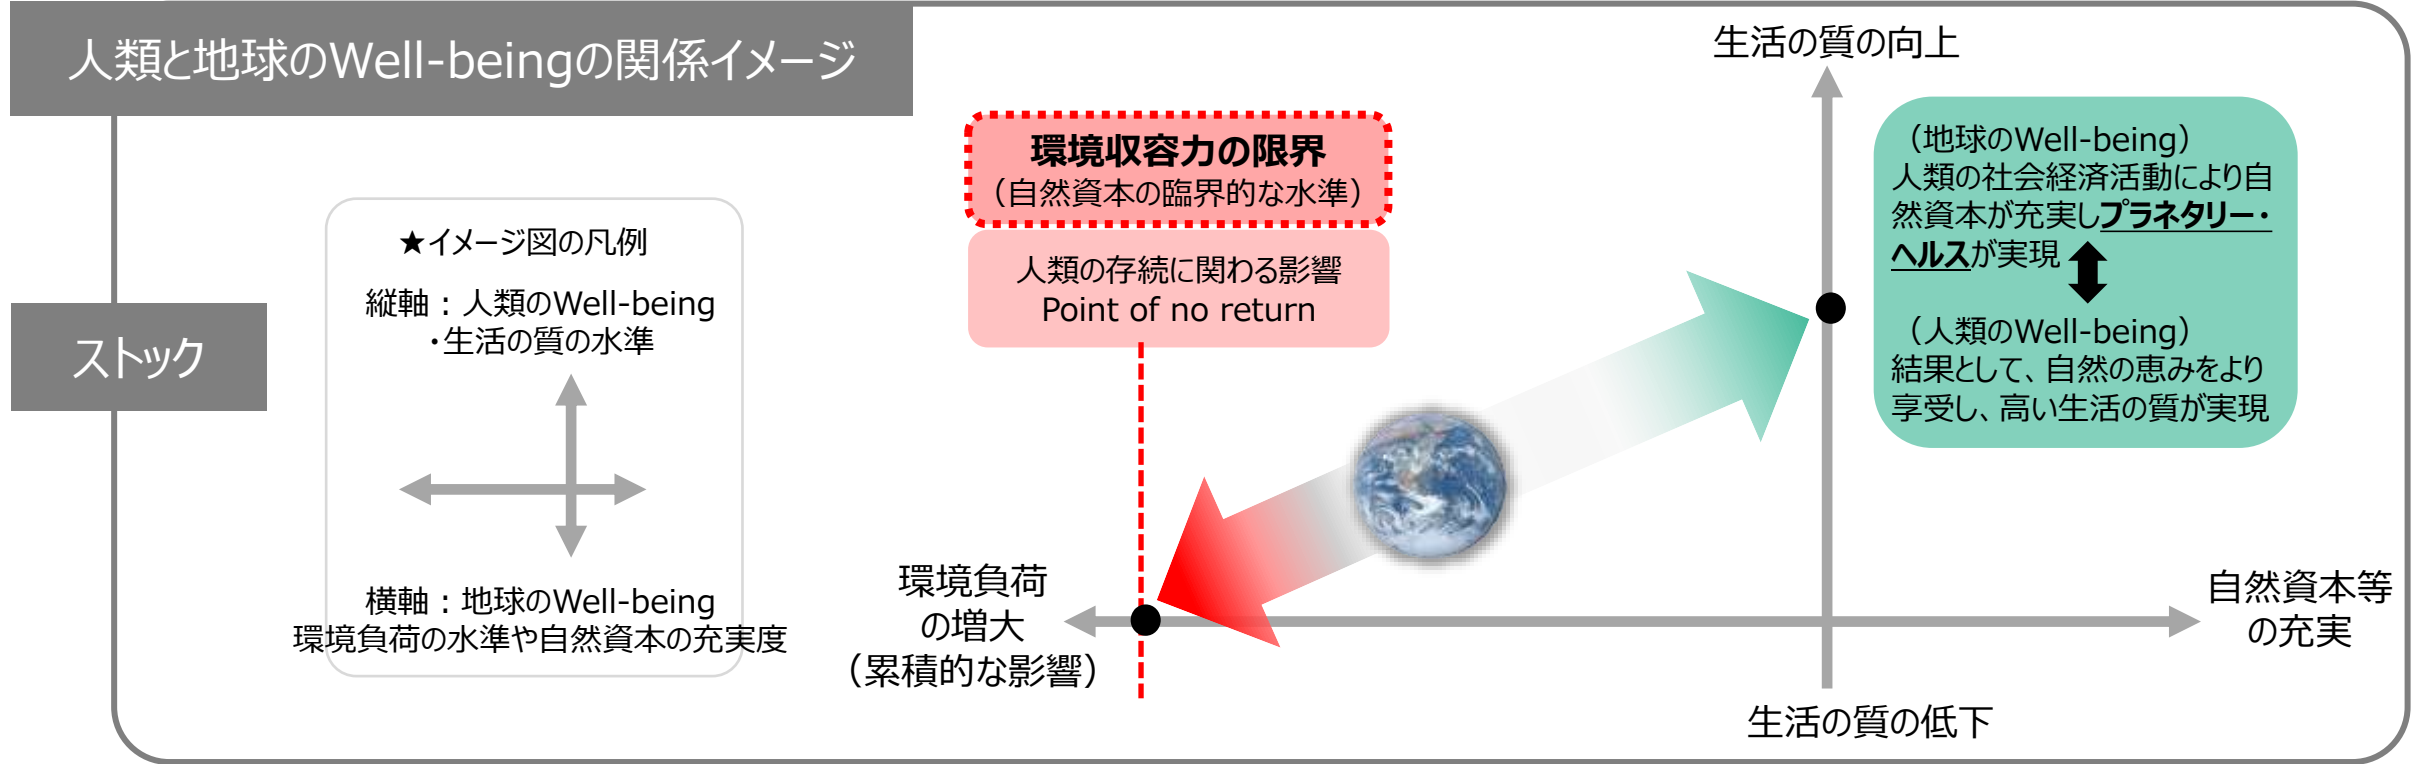 人類と地球のWell-beingの関係イメージ
ストック
★イメージ図の凡例
縦軸：人類のWell-being
・生活の質の水準
横軸：地球のWell-being
環境負荷の水準や自然資本の充実度
環境収容力の限界
（自然資本の臨界的な水準）
人類の存続に関わる影響
Point of no return
環境負荷
の増大
（累積的な影響）
生活の質の向上
（地球のWell-being）
人類の社会経済活動により自
然資本が充実しプラネタリー・
ヘルスが実現
（人類のWell-being）
結果として、自然の恵みをより
享受し、高い生活の質が実現
自然資本等
の充実
生活の質の低下